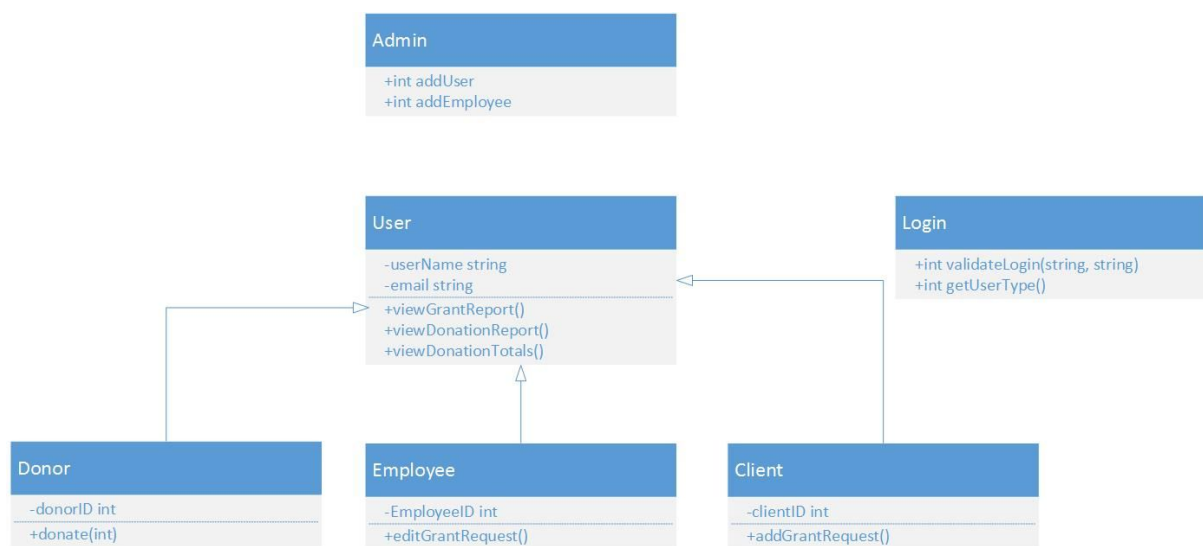 Admin
+int addUser
+int addEmployee
User
-userName string
-email string
+viewGrantReport()
+viewDonationReport()
+viewDonationTotals()
Login
+int validateLogin(string, string)
+int getUserType()
Donor
-donorID int
+donate(int)
Employee
-EmployeeID int
+editGrantRequest()
Client
-clientID int
+addGrantRequest()